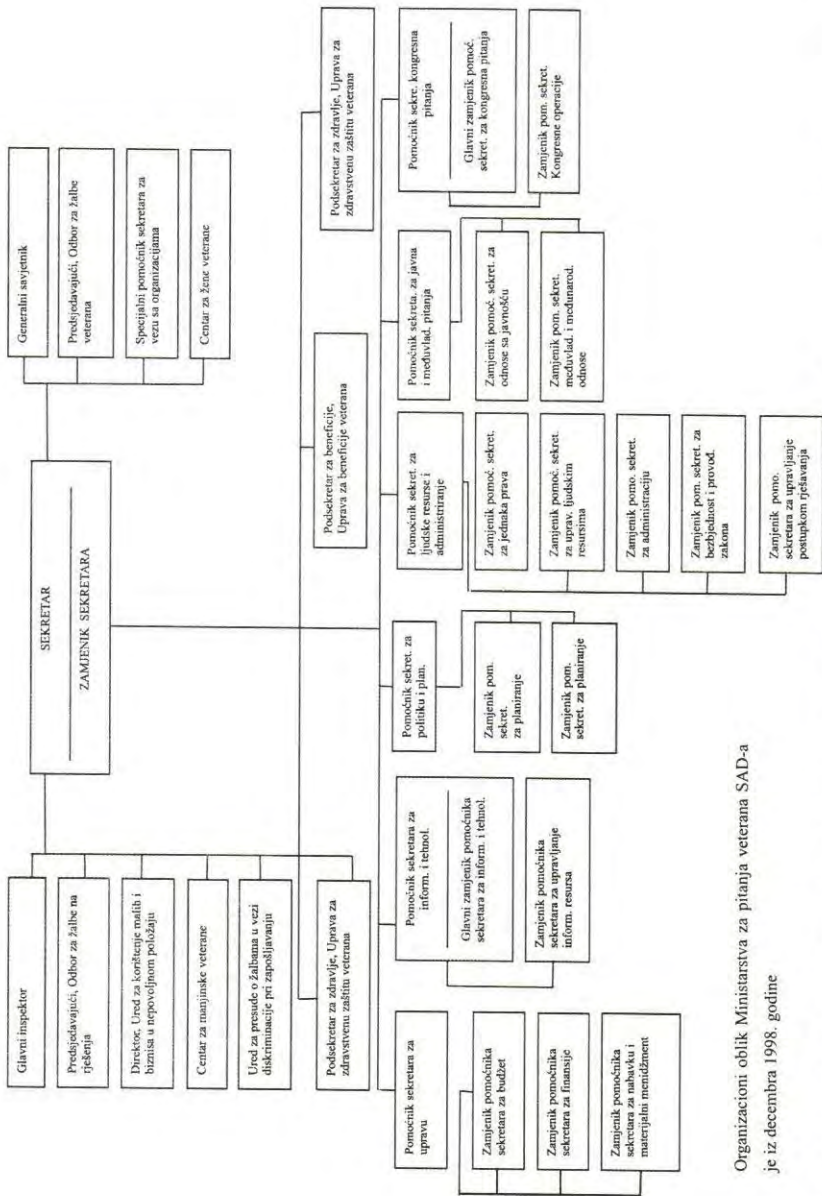 SEKRETAR
ZAMJENIK SEKRETARA
Glavni inspektor
Predsjedavajući, Odbor za žalbe na
rješenja
Direktor, Ured za korištenje malih i
biznisa u nepovoljnom položaju
Centar za manjinske veterane
Ured za presude o žalbama u vezi
diskriminacije pri zapošljavanju
Generalni savjetnik
Predsjedavajući, Odbor za žalbe
veterana
Specijalni pomoćnik sekretara za
vezu sa organizacijama
Centar za žene veterane
Podsekretar za zdravlje, Uprava za
zdravstvenu zaštitu veterana
Podsekretar za beneficije,
Uprava za beneficije veterana
Podsekretar za zdravlje, Uprava za
zdravstvenu zaštitu veterana
Pomoćnik sekretara za
upravu
Zamjenik pomoćnika
sekretara za budžet
Zamjenik pomoćnika
sekretara za finansije
Zamjenik pomoćnika
sekretara za nabavku i
materijalni menidžment
Pomoćnik sekretara za
inform. i tehnol.
Glavni zamjenik pomoćnika
sekretara za inform. i tehnol.
Zamjenik pomoćnika
sekretara za upravljanje
inform. resursa
Pomoćnik sekret. za
politiku i plan.
Zamjenik pom.
sekret.
za planiranje
Zamjenik pom.
sekret. za planiranje
Pomoćnik sekret. za
ljudske resurse i
administriranje
Zamjenik pomoć. sekret.
za jednaka prava
Zamjenik pomoć. sekret.
za uprav. ljudskim
resursima
Zamjenik pomo. sekret.
za administraciju
Zamjenik pom. sekret. za
bezbjednost i provod.
zakona
Zamjenik pomo.
sekretara za upravljanje
postupkom rješavanja
Pomoćnik sekreta. za javna
i međuvlad. pitanja
Zamjenik pomoć. sekret. za
odnose sa javnošću
Zamjenik pom. sekret.
međuvlad. i međunarod.
odnose
Pomoćnik sekre. kongresna
pitanja
Glavni zamjenik pomoć.
sekret. za kongresna pitanja
Zamjenik pom. sekret.
Kongresne operacije
Organizacioni oblik Ministarstva za pitanja veterana SAD-a
je iz decembra 1998. godine